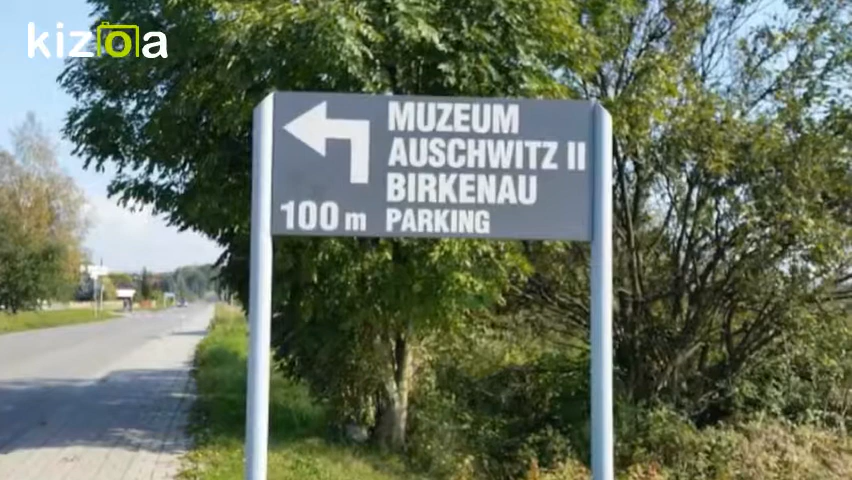 kizoa
MUZEUM
AUSCHWITZ II
BIRKENAU
100 m PARKING